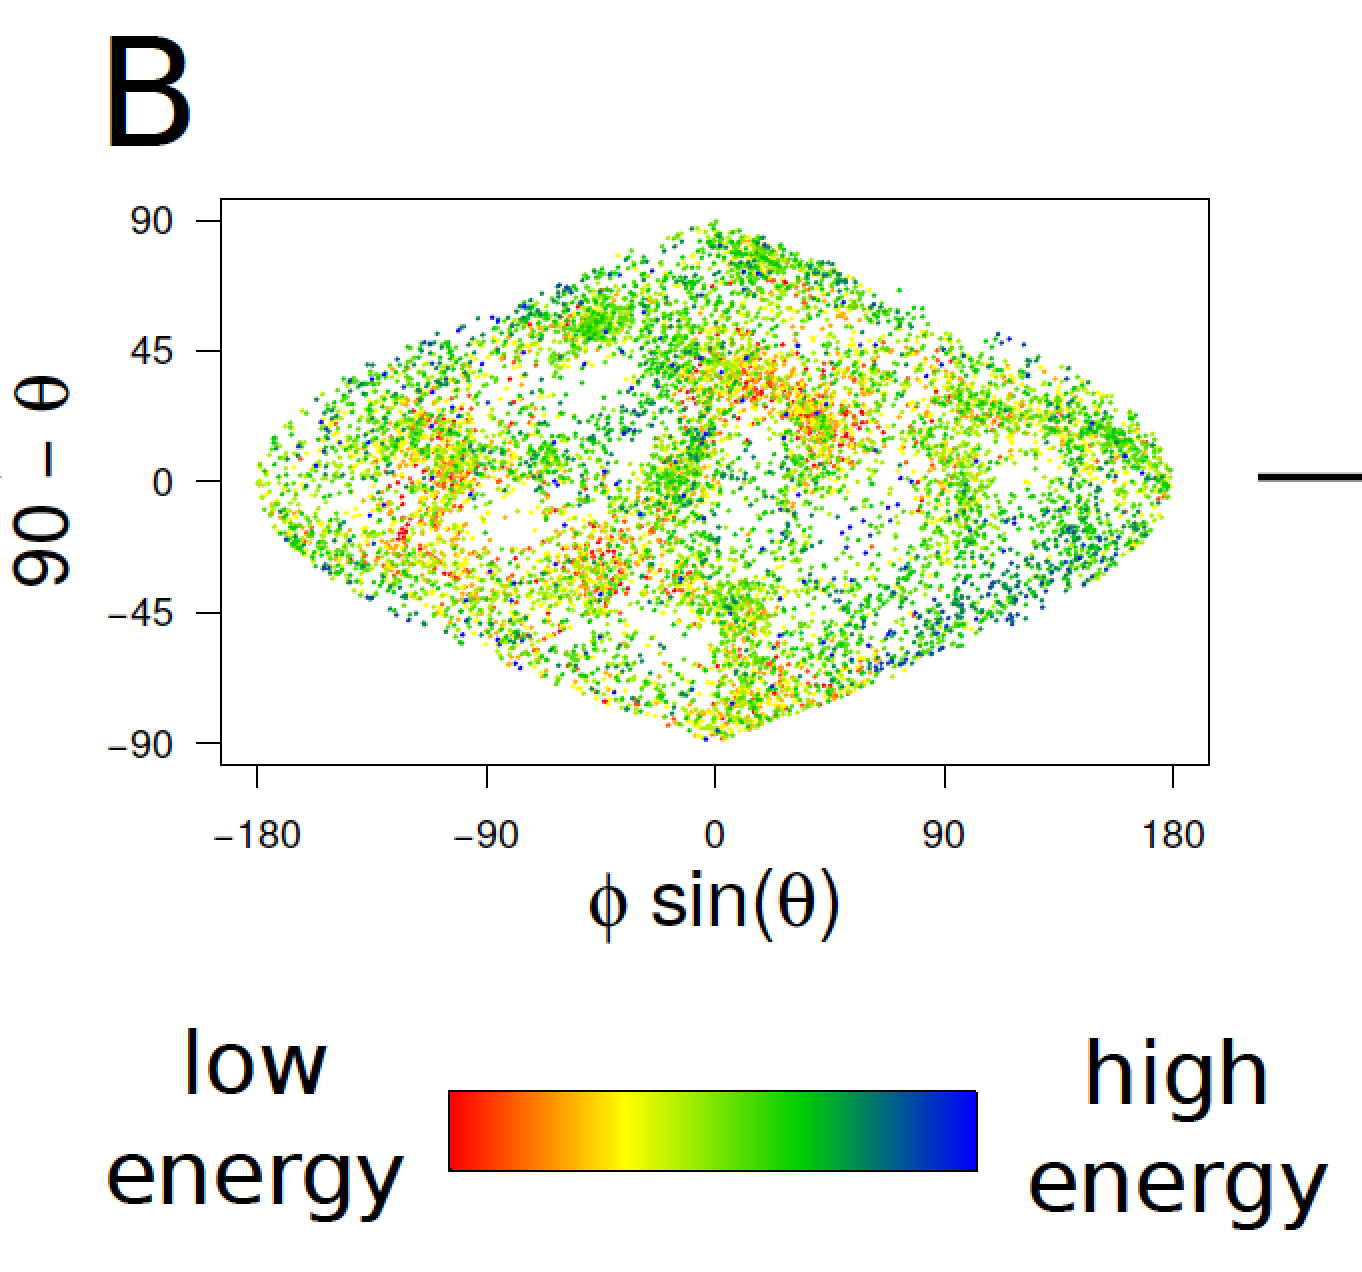 B
90
45
0
−45
−90
90 − θ
−180 −90 0 90 180
ϕ sin(θ)
low
energy
high
energy